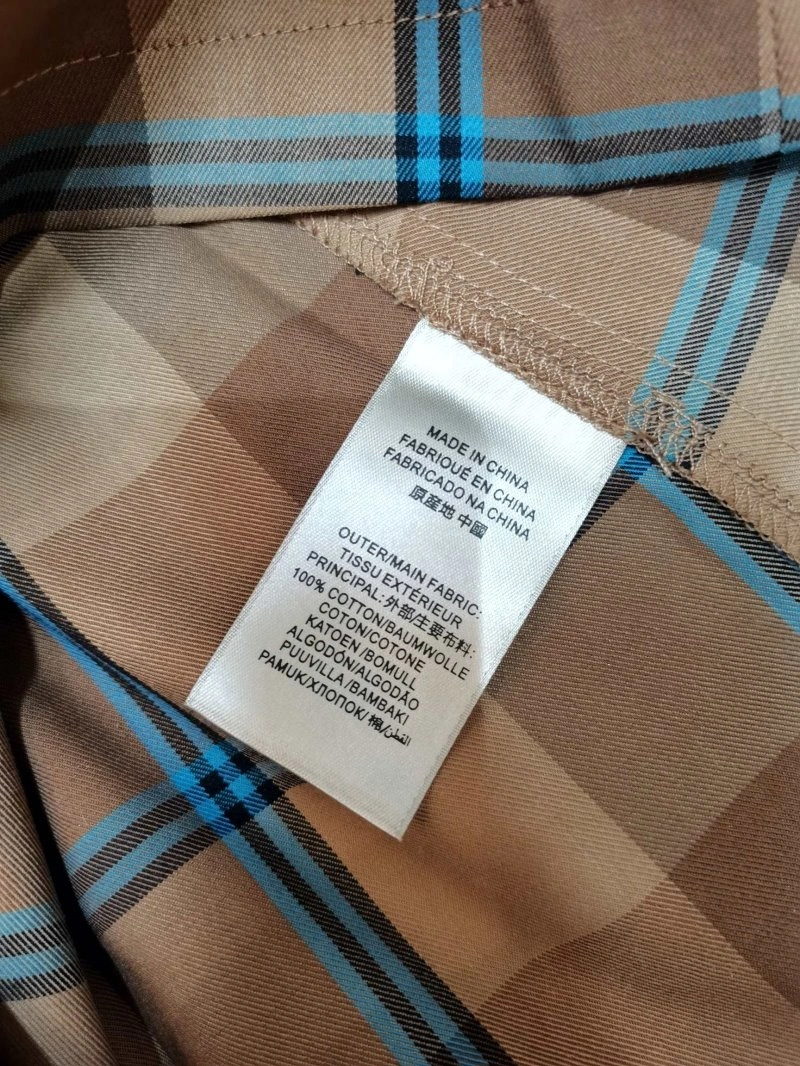 MADE IN CHINA
FABRIQUÉ EN CHINA
FABRICADO NA CHINA
原産地 中國
OUTER/MAIN FABRIC:
TISSU EXTÉRIEUR
PRINCIPAL:外部/生要布料:
100% COTTON/BAUMWOLLE
COTON/COTONE
KATOEN/BOMULL
ALGODÓN/ALGODÃO
PUUVILLA/BAMBAKI
PAMUK/ХЛОПОК/棉/القطن